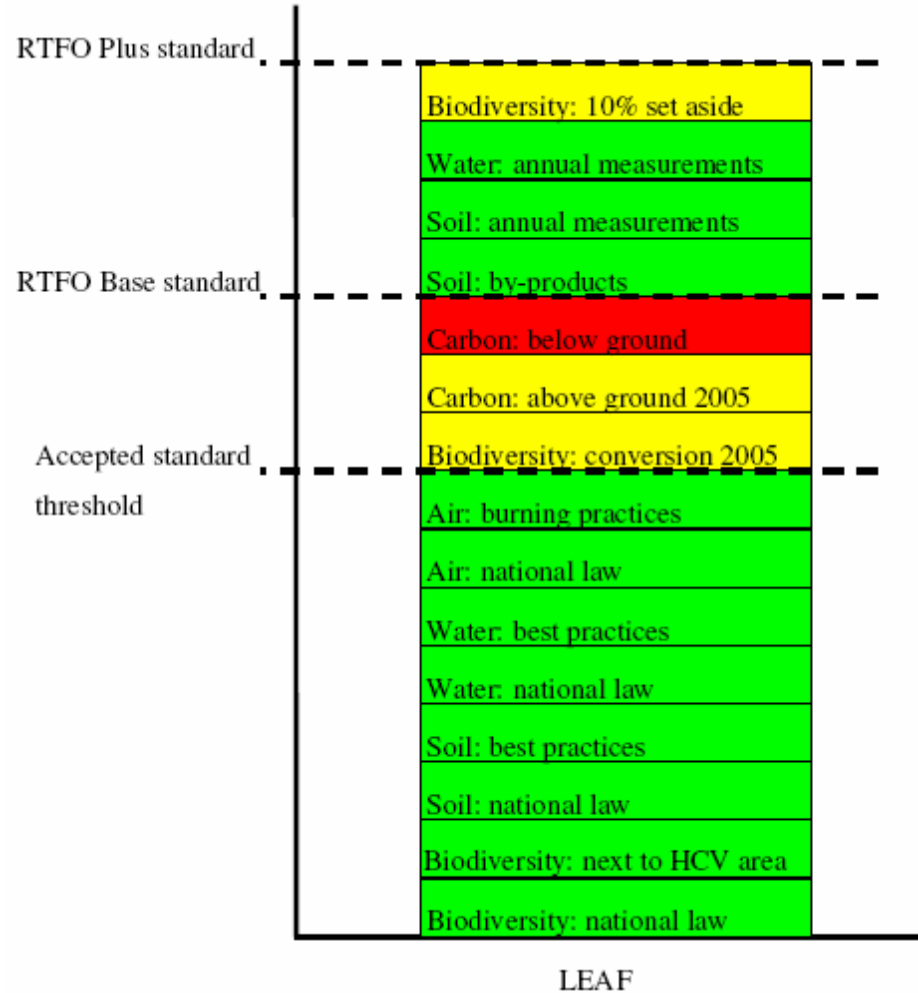 RTFO Plus standard
Biodiversity: 10% set aside
Water: annual measurements
Soil: annual measurements
RTFO Base standard
Soil: by-products
Carbon: below ground
Carbon: above ground 2005
Accepted standard
threshold
Biodiversity: conversion 2005
Air: burning practices
Air: national law
Water: best practices
Water: national law
Soil: best practices
Soil: national law
Biodiversity: next to HCV area
Biodiversity: national law
LEAF